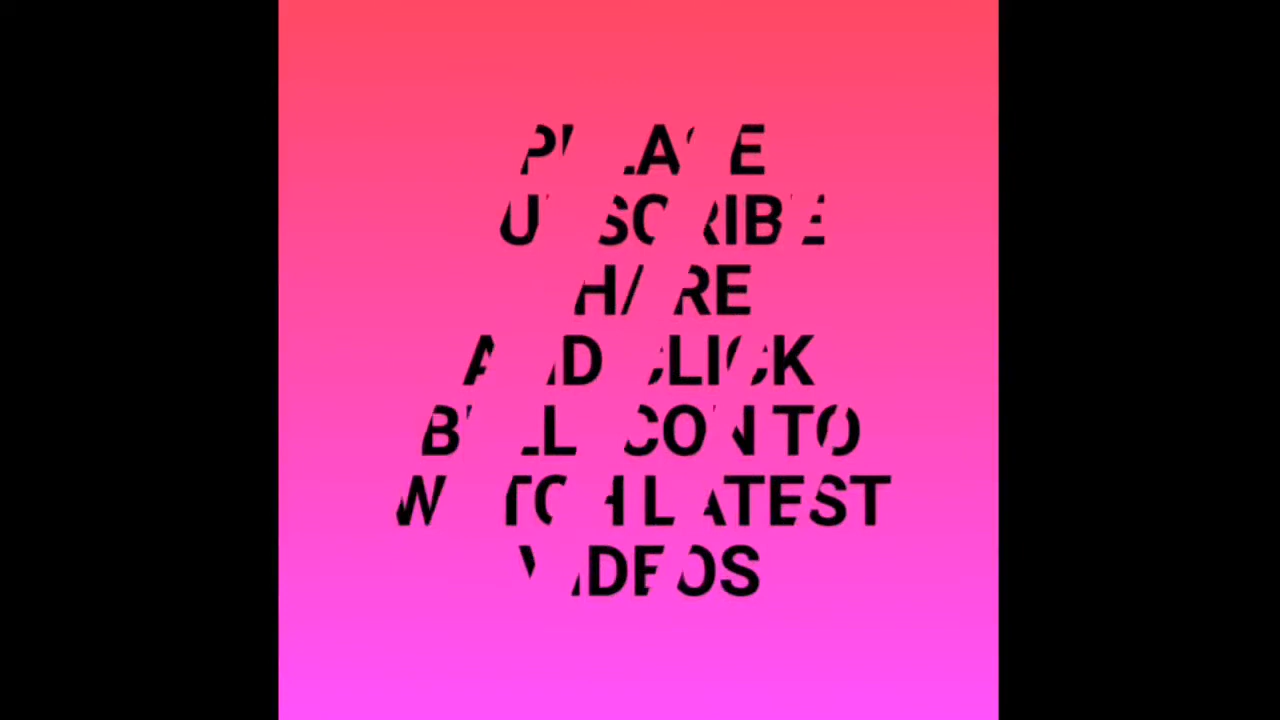 PLEASE
SUBSCRIBE
SHARE
AND CLICK
BELL ICON TO
WATCH LATEST
VIDEOS